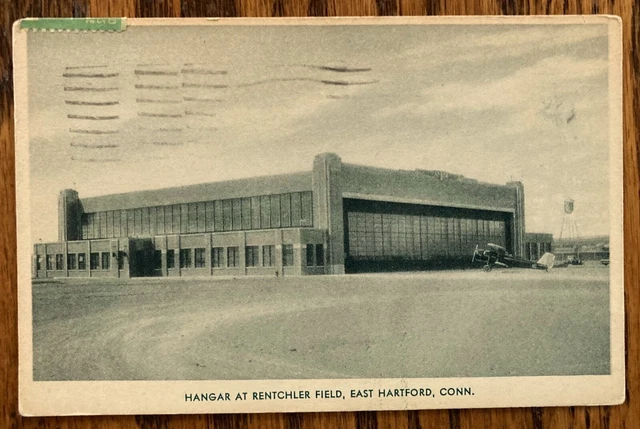 HANGAR AT RENTCHLER FIELD, EAST HARTFORD, CONN.